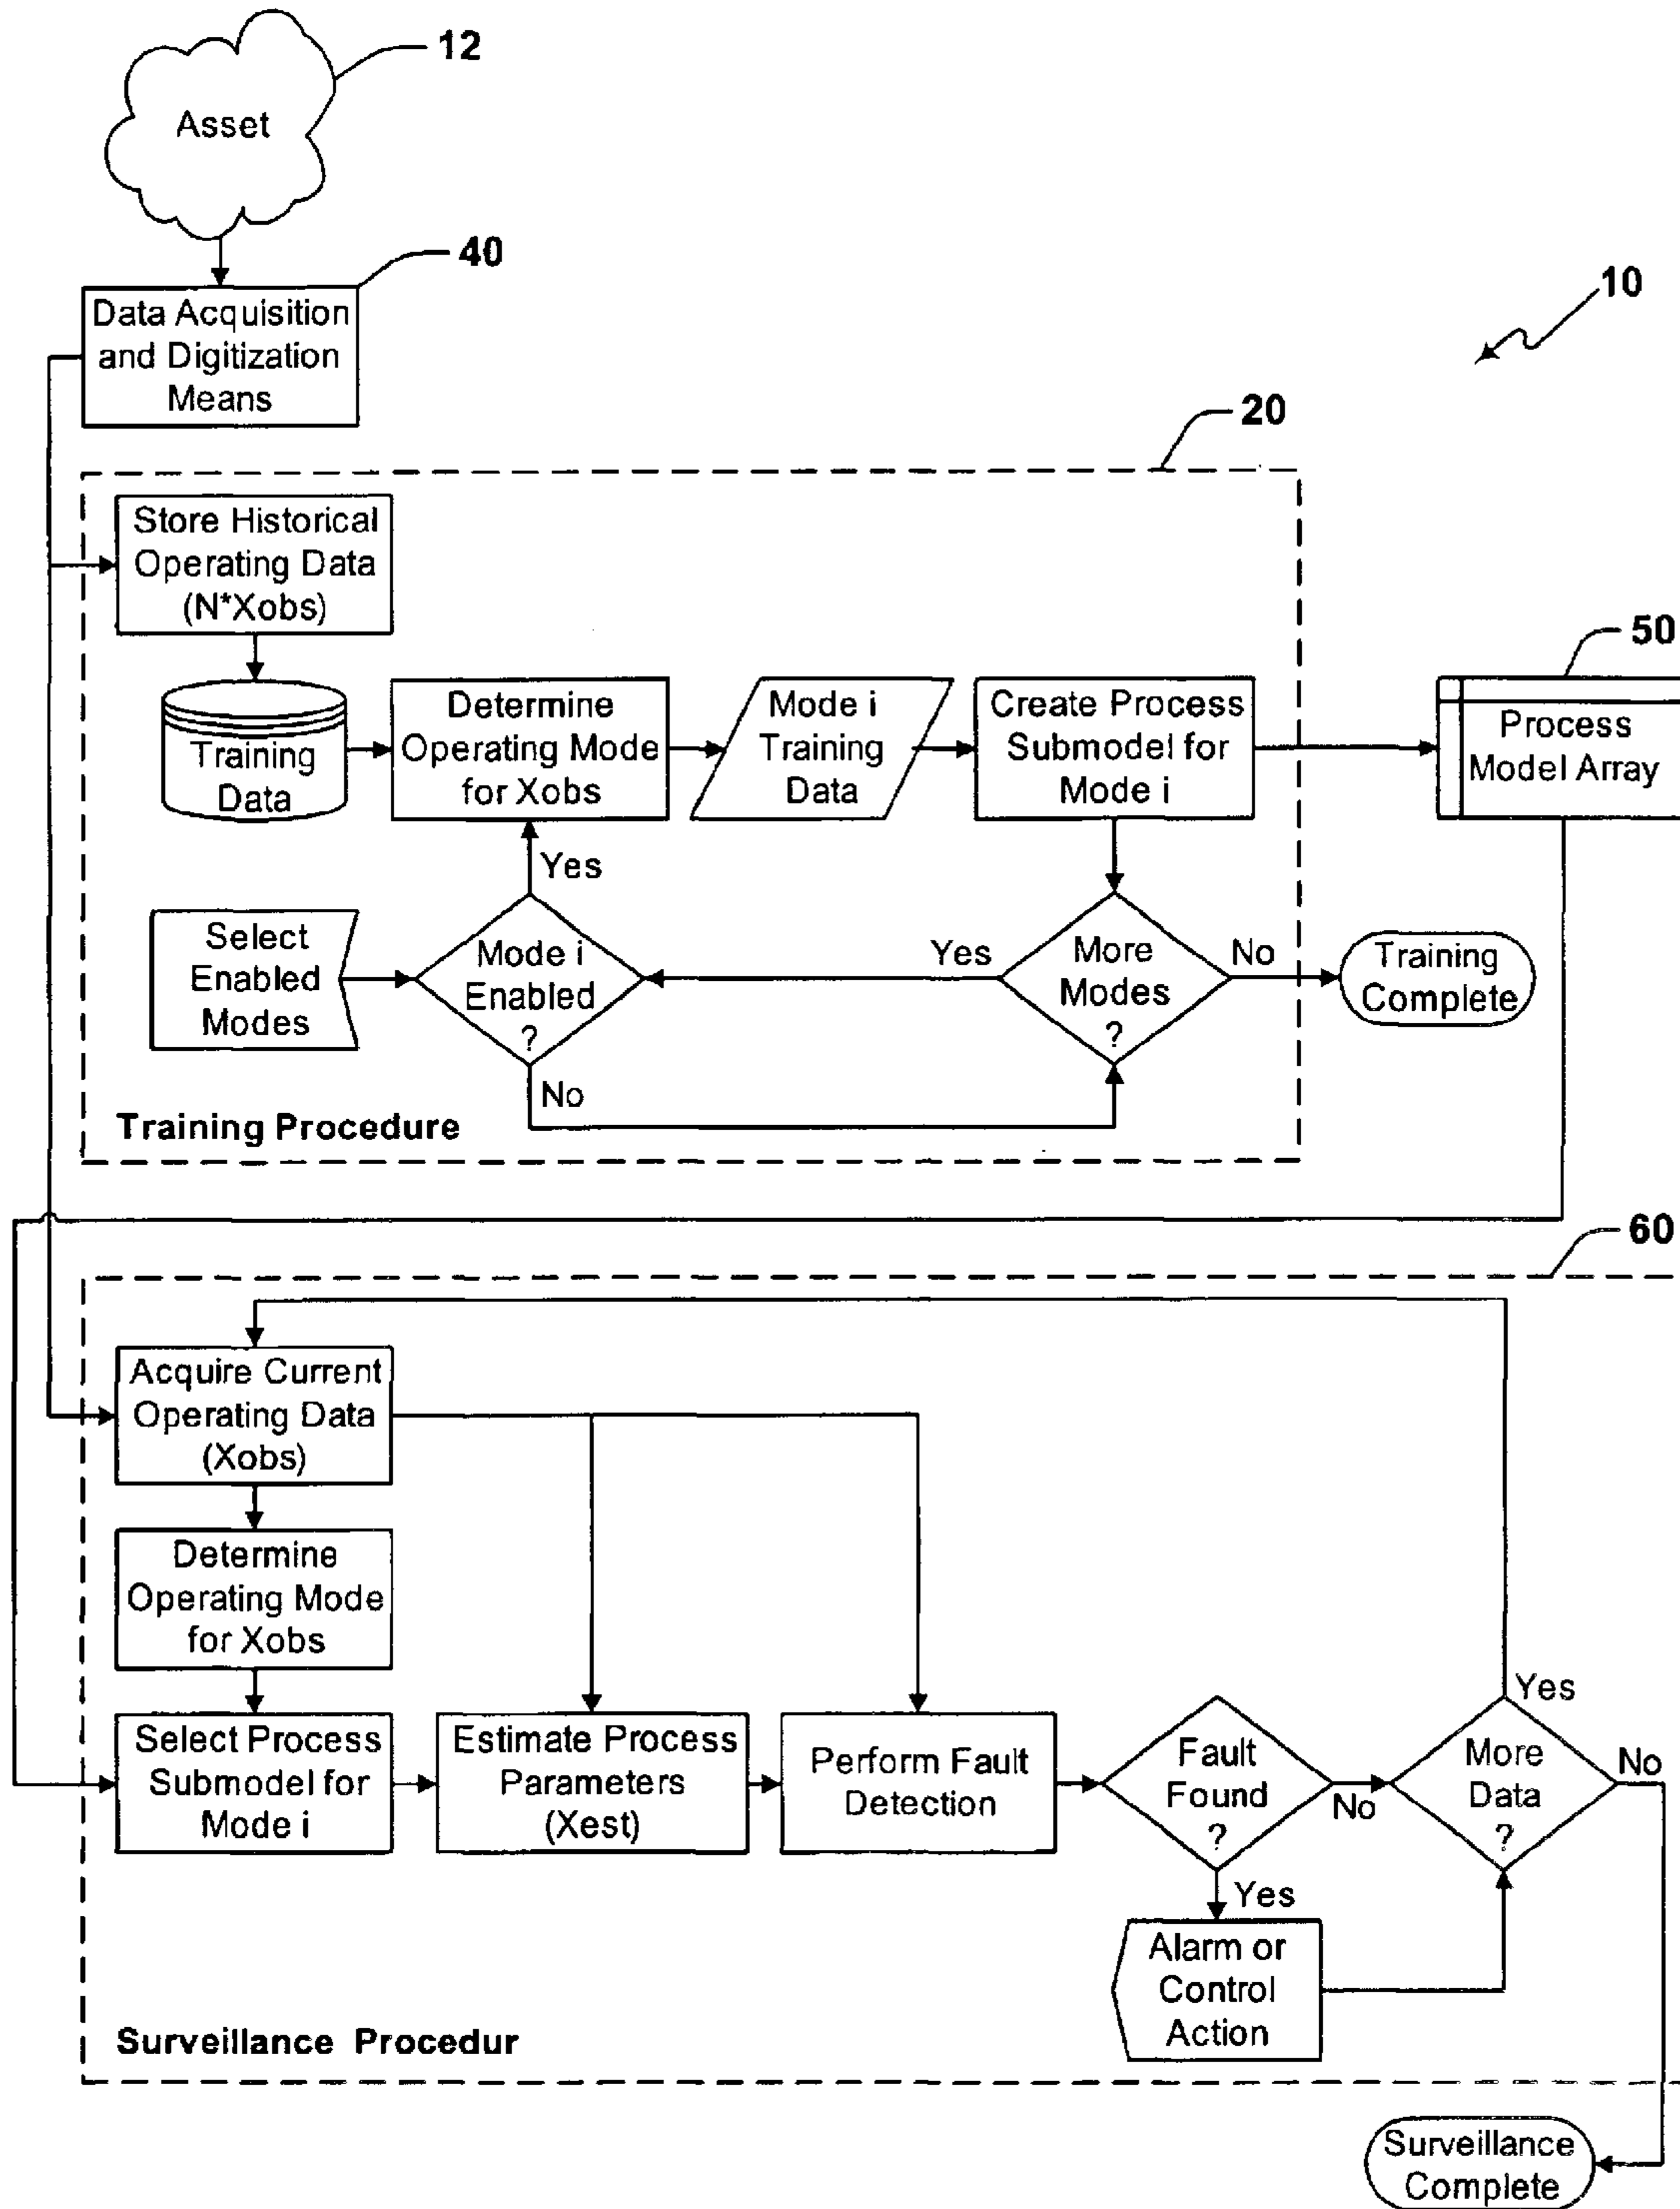 12
Asset
40
Data Acquisition
and Digitization
Means
10
20
Store Historical
Operating Data
(N*Xobs)
50
Training
Data
Determine
Operating Mode
for Xobs
Mode i
Training
Data
Create Process
Submodel for
Mode i
Process
Model Array
Yes
Select
Enabled
Modes
Mode i
Enabled
?
Yes
More
Modes
?
No
Training
Complete
No
Training Procedure
60
Acquire Current
Operating Data
(Xobs)
Determine
Operating Mode
for Xobs
Select Process
Submodel for
Mode i
Estimate Process
Parameters
(Xest)
Perform Fault
Detection
Fault
Found
?
No
More
Data
?
Yes
No
Yes
Alarm or
Control
Action
Surveillance Procedur
Surveillance
Complete